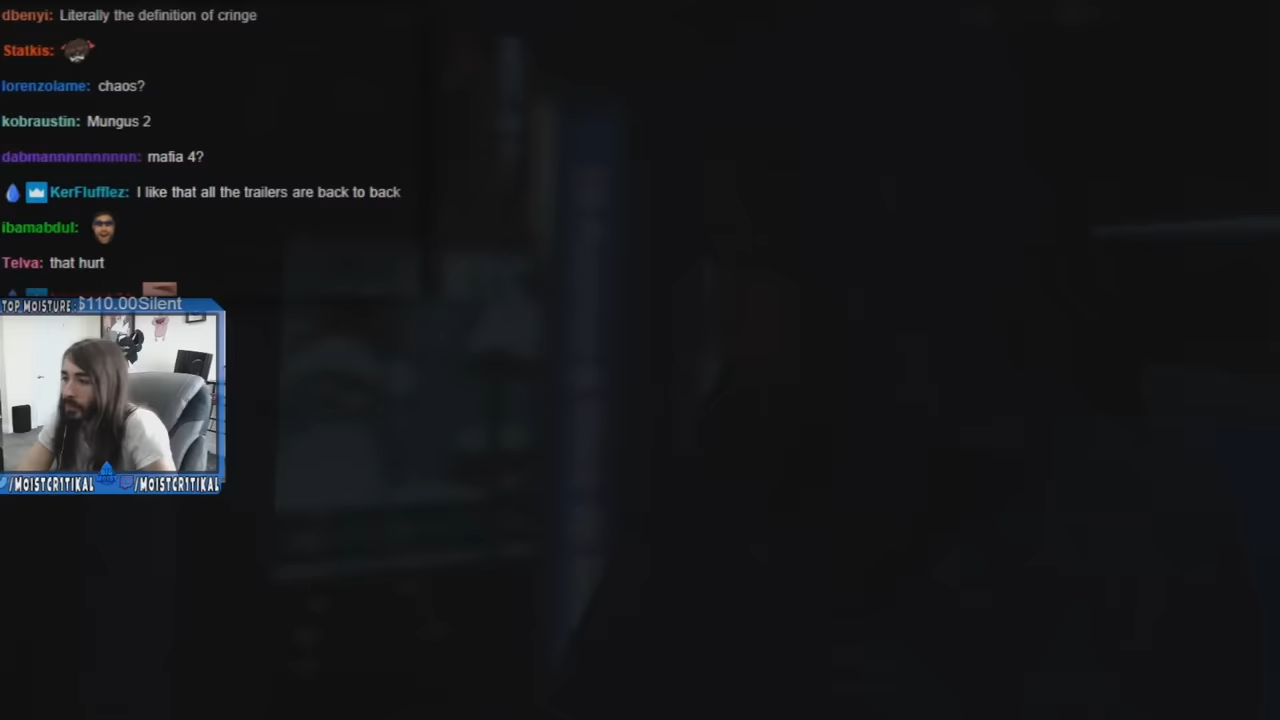 dbenyi: Literally the definition of cringe
Statkis:
lorenzolame: chaos?
kobraustin: Mungus 2
dabmannnnnnnnnn: mafia 4?
KerFlufflez: I like that all the trailers are back to back
ibamabdul:
Telva: that hurt
TOP MOISTURE: $110.00Silent
/MOISTCR1TIKAL /MOISTCR1TIKAL